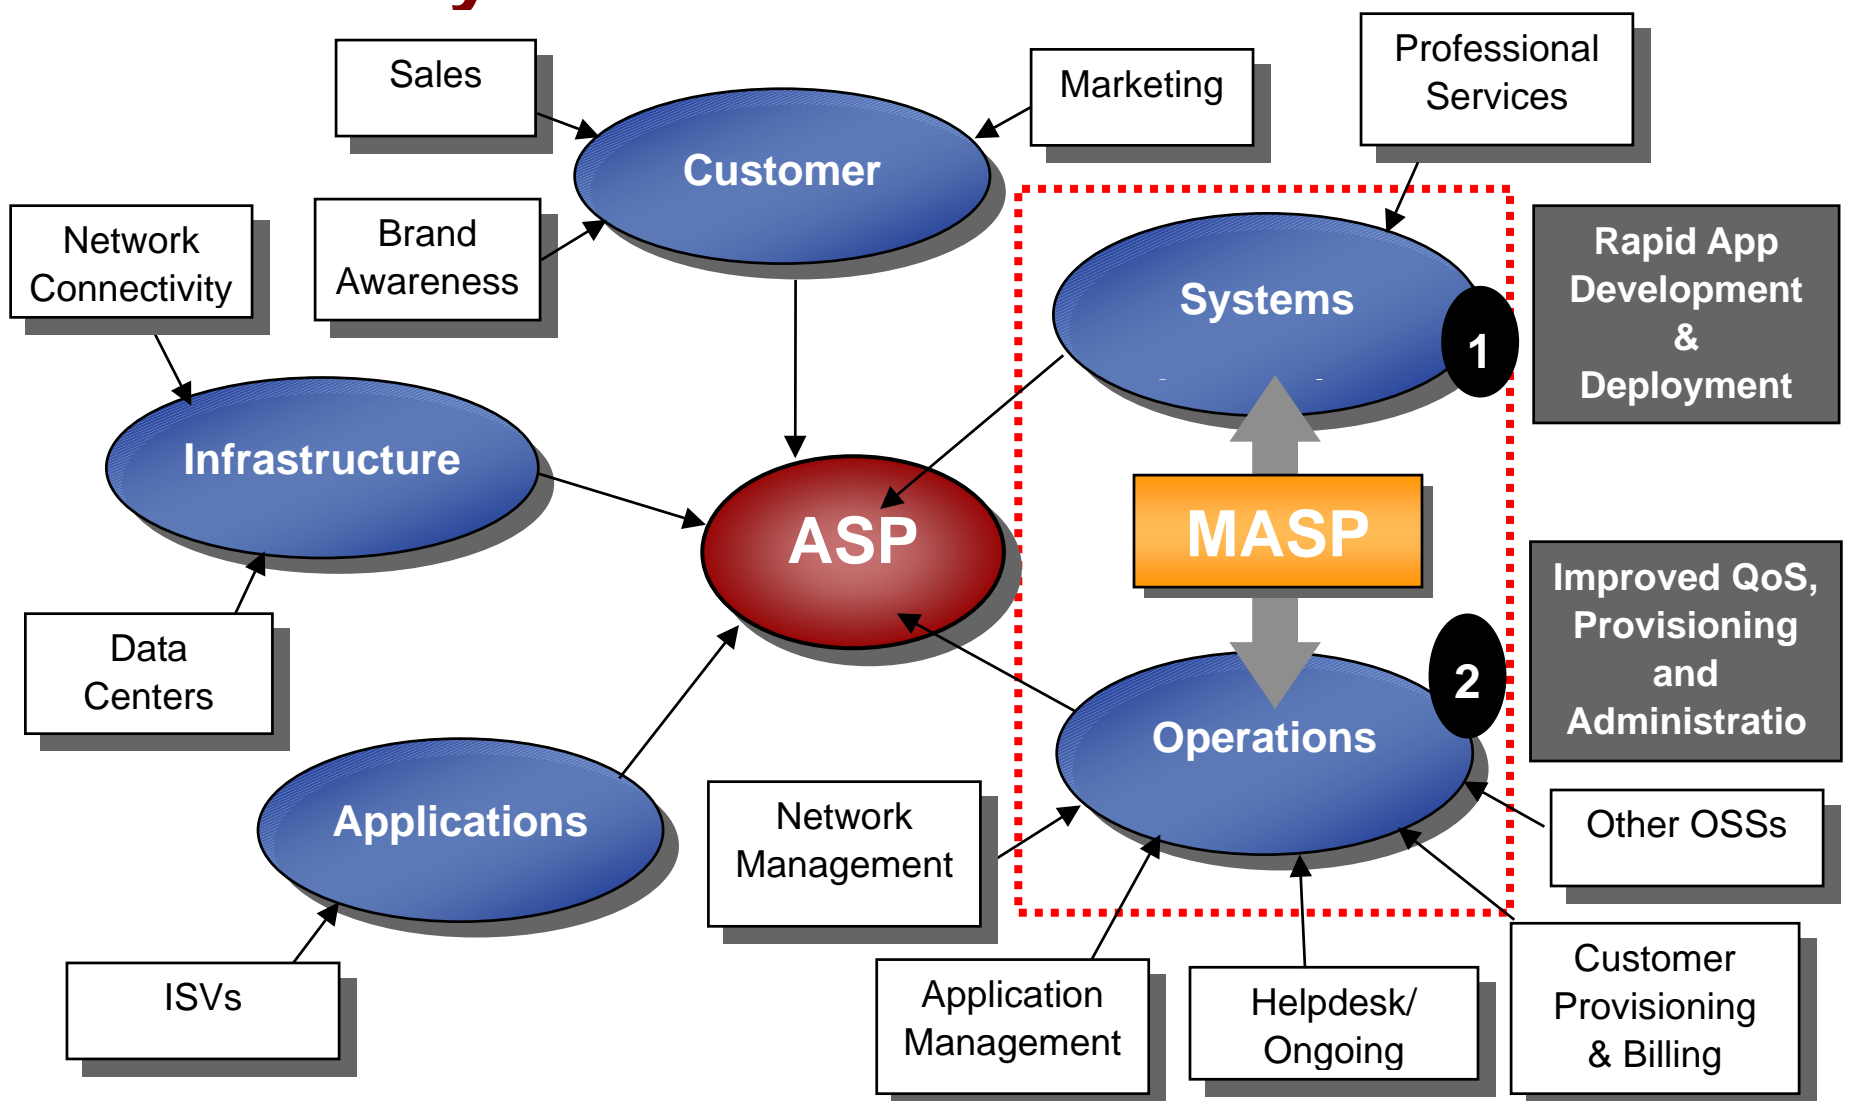 Sales
Marketing
Professional
Services
Customer
Network
Connectivity
Brand
Awareness
Systems
1
Rapid App
Development
&
Deployment
Infrastructure
ASP
MASP
Improved QoS,
Provisioning
and
Administratio
Data
Centers
2
Operations
Applications
Network
Management
Other OSSs
ISVs
Application
Management
Helpdesk/
Ongoing
Customer
Provisioning
& Billing